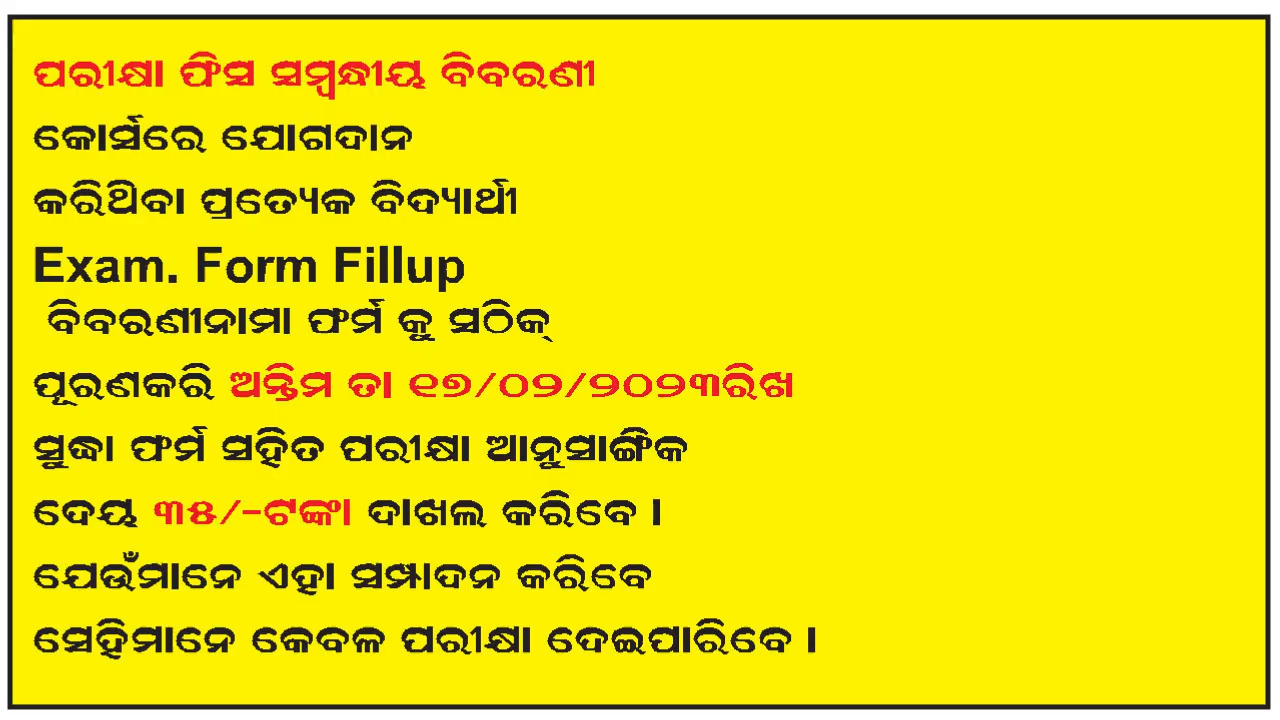 ପରୀକ୍ଷା ଫିସ ସମ୍ବନ୍ଧୀୟ ବିବରଣୀ
କୋର୍ସରେ ଯୋଗଦାନ
କରିଥିବା ପ୍ରତ୍ୟେକ ବିଦ୍ୟାର୍ଥୀ
Exam. Form Fillup
ବିବରଣୀନାମା ଫର୍ମ କୁ ସଠିକ୍
ପୂରଣକରି ଅନ୍ତିମ ତା ୧୭/୦୨/୨୦୨୩ରିଖ
ସୁଦ୍ଧା ଫର୍ମ ସହିତ ପରୀକ୍ଷା ଆନୁସାଙ୍ଗିକ
ଦେୟ ୩୫/-ଟଙ୍କା ଦାଖଲ କରିବେ ।
ଯେଉଁମାନେ ଏହା ସମ୍ପାଦନ କରିବେ
ସେହିମାନେ କେବଳ ପରୀକ୍ଷା ଦେଇପାରିବେ ।